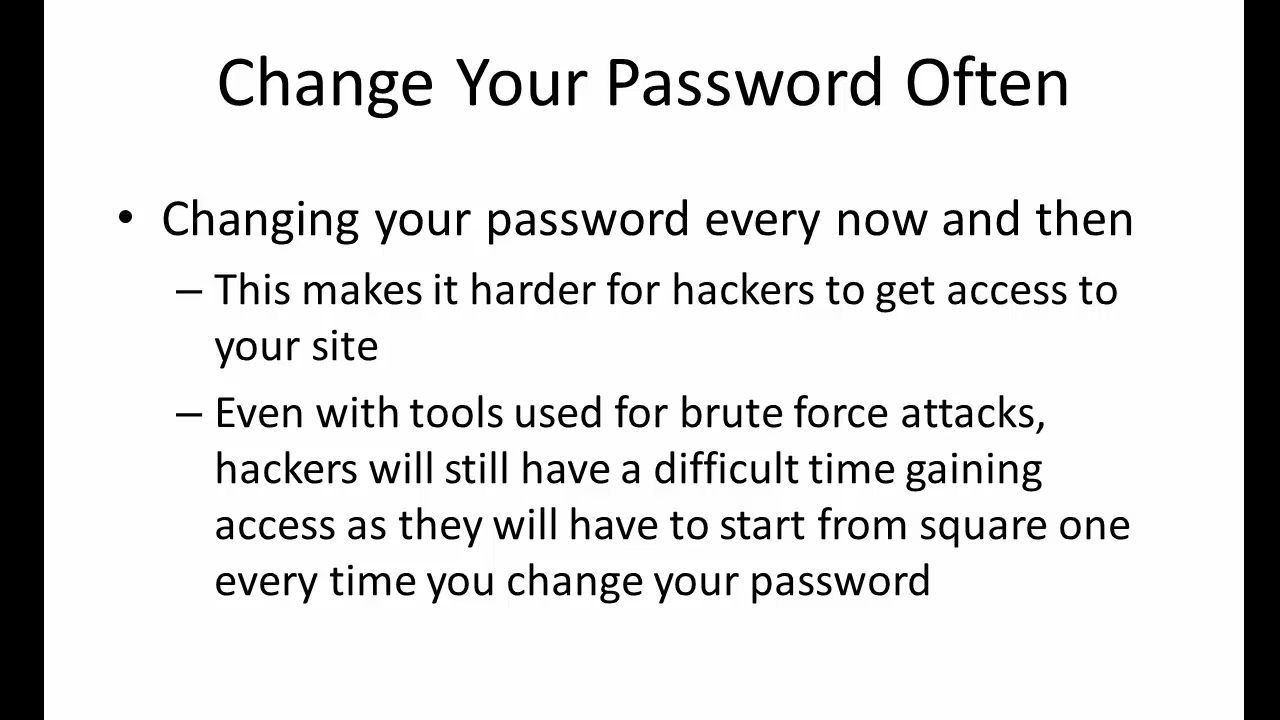 Change Your Password Often
• Changing your password every now and then
– This makes it harder for hackers to get access to
your site
– Even with tools used for brute force attacks,
hackers will still have a difficult time gaining
access as they will have to start from square one
every time you change your password